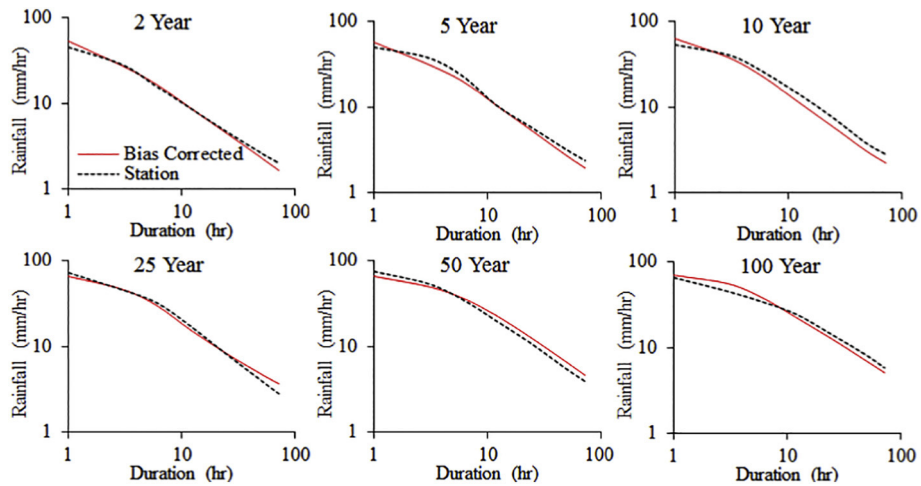 2 Year
Rainfall (mm/hr)
100
10
1
Bias Corrected
Station
1
10
100
Duration (hr)
5 Year
Rainfall (mm/hr)
100
10
1
1
10
100
Duration (hr)
10 Year
Rainfall (mm/hr)
100
10
1
1
10
100
Duration (hr)
25 Year
Rainfall (mm/hr)
100
10
1
1
10
100
Duration (hr)
50 Year
Rainfall (mm/hr)
100
10
1
1
10
100
Duration (hr)
100 Year
Rainfall (mm/hr)
100
10
1
1
10
100
Duration (hr)